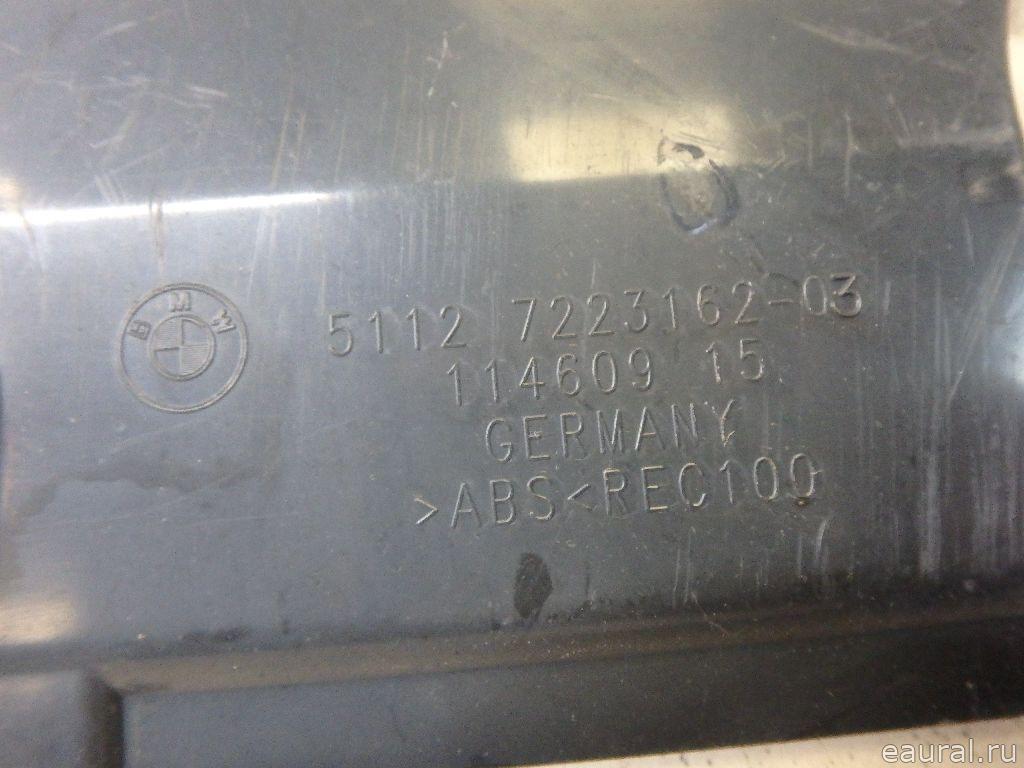 BMW
5112 7223162-03
114609 15
GERMANY
>ABS<REC100
eaural.ru